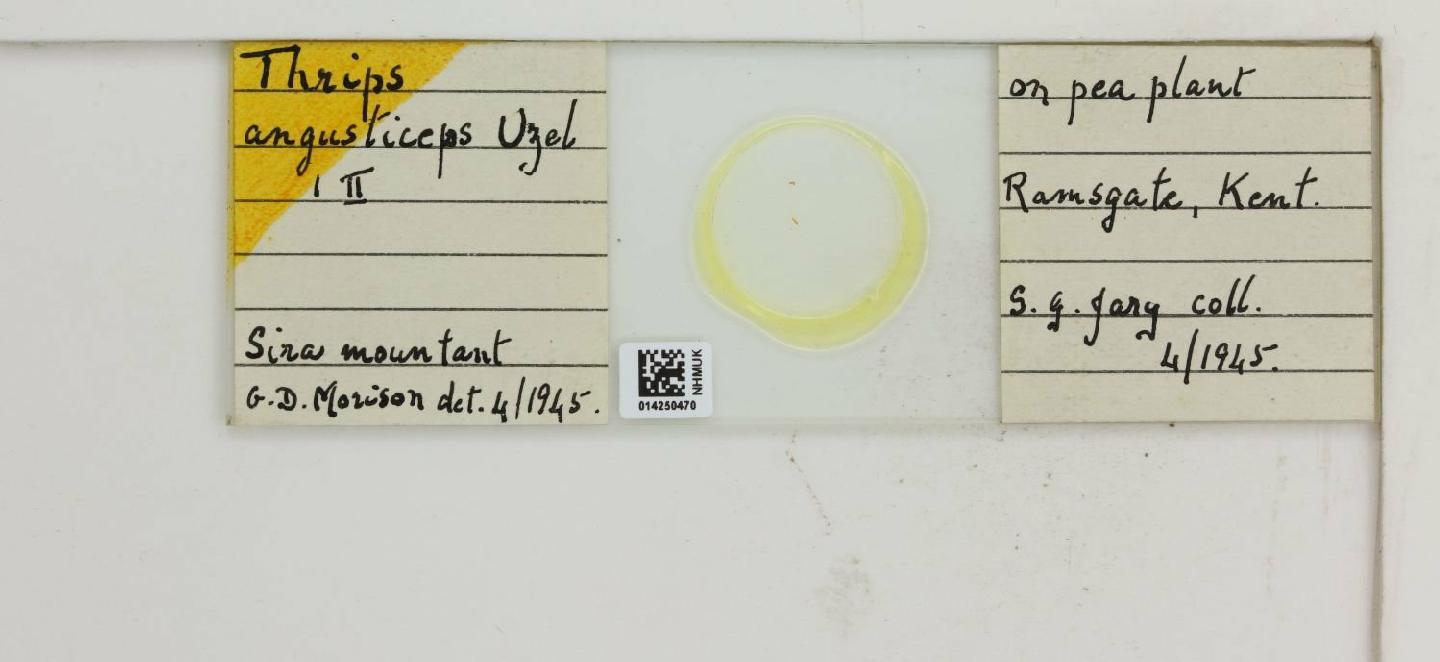 Thrips
angusticeps Uzel
I II
Sira mountant
G.D. Morison det. 4/1945.
NHMUK
014250470
on pea plant
Ramsgate, Kent.
S. G. Jary coll.
4/1945.